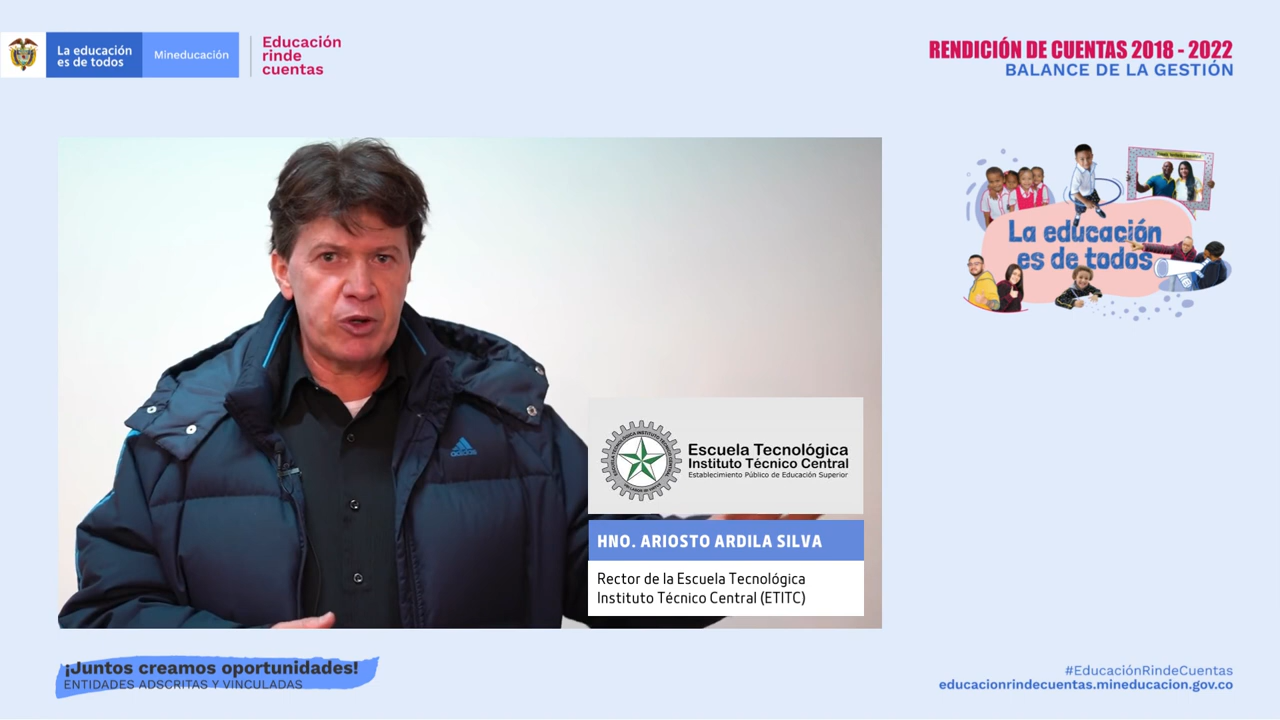 La educación
es de todos
Mineducación
Educación
rinde
cuentas
RENDICIÓN DE CUENTAS 2018 - 2022
BALANCE DE LA GESTIÓN
La educación
es de todos
adidas
Escuela Tecnológica
Instituto Técnico Central
Establecimiento Público de Educación Superior
HNO. ARIOSTO ARDILA SILVA
Rector de la Escuela Tecnológica
Instituto Técnico Central (ETITC)
¡Juntos creamos oportunidades!
ENTIDADES ADSCRITAS Y VINCULADAS
#EducaciónRindeCuentas
educacionrindecuentas.mineducacion.gov.co